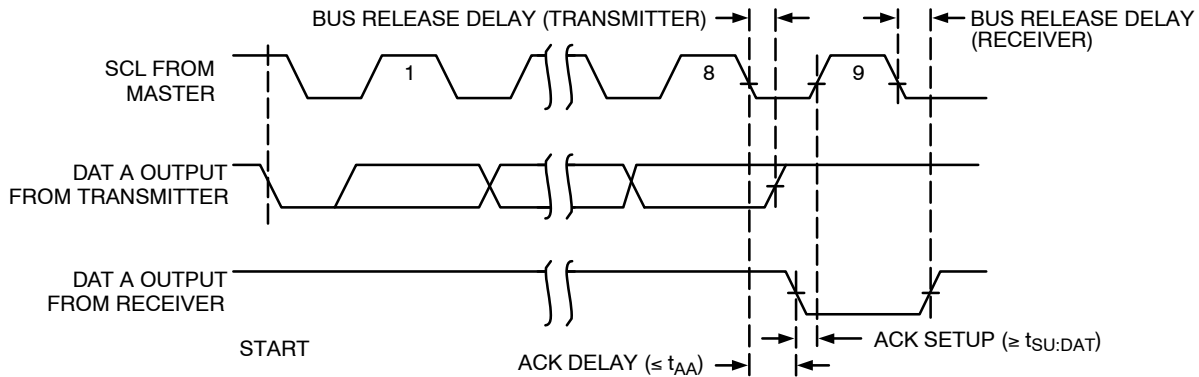 BUS RELEASE DELAY (TRANSMITTER)
BUS RELEASE DELAY
(RECEIVER)
SCL FROM
MASTER
1
8
9
DAT A OUTPUT
FROM TRANSMITTER
DAT A OUTPUT
FROM RECEIVER
START
ACK SETUP (≥ tSU:DAT)
ACK DELAY (≤ tAA)